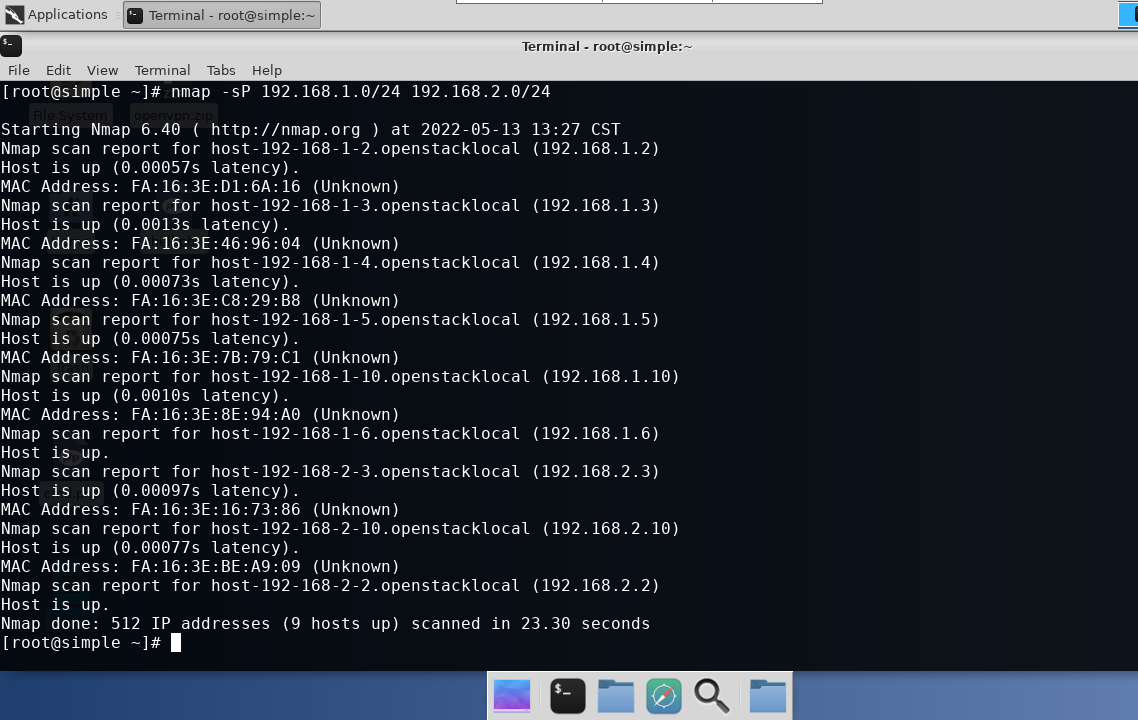 Applications
Terminal - root@simple:~
Terminal - root@simple:~
File Edit View Terminal Tabs Help
[root@simple ~]# nmap -sP 192.168.1.0/24 192.168.2.0/24
File System openvpn.zip
Starting Nmap 6.40 ( http://nmap.org ) at 2022-05-13 13:27 CST
Nmap scan report for host-192-168-1-2.openstacklocal (192.168.1.2)
Host is up (0.00057s latency).
MAC Address: FA:16:3E:D1:6A:16 (Unknown)
Nmap scan report for host-192-168-1-3.openstacklocal (192.168.1.3)
Host is up (0.0013s latency).
MAC Address: FA:16:3E:46:96:04 (Unknown)
Nmap scan report for host-192-168-1-4.openstacklocal (192.168.1.4)
Host is up (0.00073s latency).
MAC Address: FA:16:3E:C8:29:B8 (Unknown)
Nmap scan report for host-192-168-1-5.openstacklocal (192.168.1.5)
Host is up (0.00075s latency).
MAC Address: FA:16:3E:7B:79:C1 (Unknown)
Nmap scan report for host-192-168-1-10.openstacklocal (192.168.1.10)
Host is up (0.0010s latency).
MAC Address: FA:16:3E:8E:94:A0 (Unknown)
Nmap scan report for host-192-168-1-6.openstacklocal (192.168.1.6)
Host is up.
Nmap scan report for host-192-168-2-3.openstacklocal (192.168.2.3)
Host is up (0.00097s latency).
MAC Address: FA:16:3E:16:73:86 (Unknown)
Nmap scan report for host-192-168-2-10.openstacklocal (192.168.2.10)
Host is up (0.00077s latency).
MAC Address: FA:16:3E:BE:A9:09 (Unknown)
Nmap scan report for host-192-168-2-2.openstacklocal (192.168.2.2)
Host is up.
Nmap done: 512 IP addresses (9 hosts up) scanned in 23.30 seconds
[root@simple ~]#